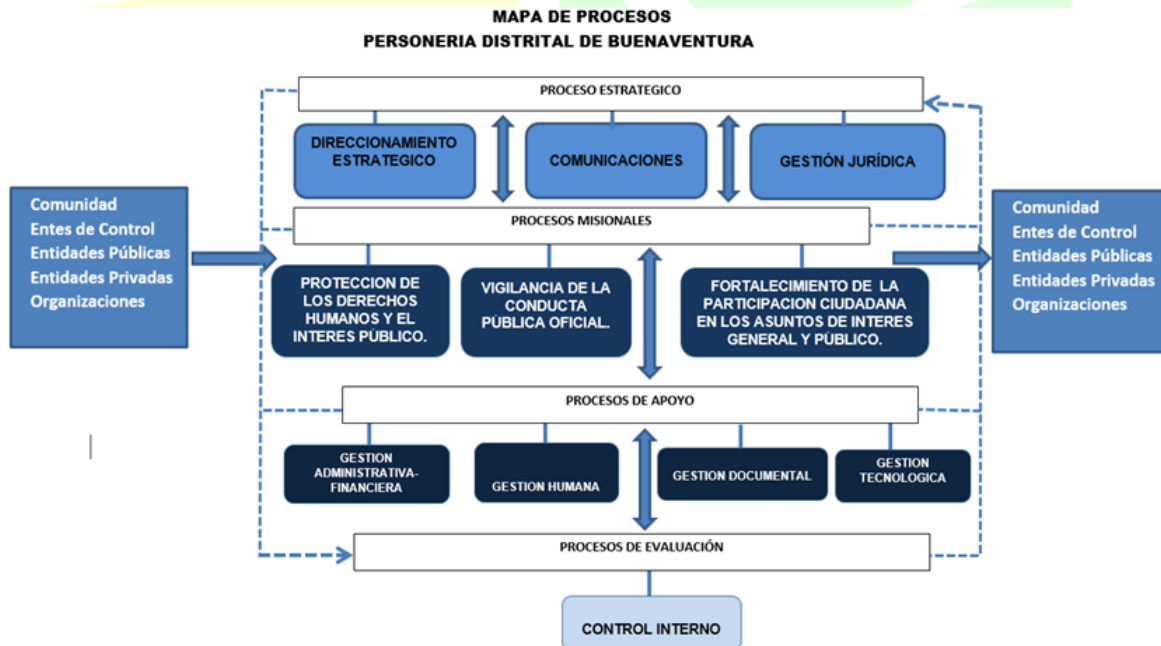 MAPA DE PROCESOS
PERSONERIA DISTRITAL DE BUENAVENTURA
PROCESO ESTRATEGICO
DIRECCIONAMIENTO
ESTRATEGICO
COMUNICACIONES
GESTIÓN JURÍDICA
Comunidad
Entes de Control
Entidades Públicas
Entidades Privadas
Organizaciones
PROCESOS MISIONALES
PROTECCION DE
LOS DERECHOS
HUMANOS Y EL
INTERES PÚBLICO.
VIGILANCIA DE LA
CONDUCTA
PÚBLICA OFICIAL.
FORTALECIMIENTO DE LA
PARTICIPACION CIUDADANA
EN LOS ASUNTOS DE INTERES
GENERAL Y PÚBLICO.
Comunidad
Entes de Control
Entidades Públicas
Entidades Privadas
Organizaciones
PROCESOS DE APOYO
GESTION
ADMINISTRATIVA-
FINANCIERA
GESTION HUMANA
GESTION DOCUMENTAL
GESTION
TECNOLOGICA
PROCESOS DE EVALUACIÓN
CONTROL INTERNO